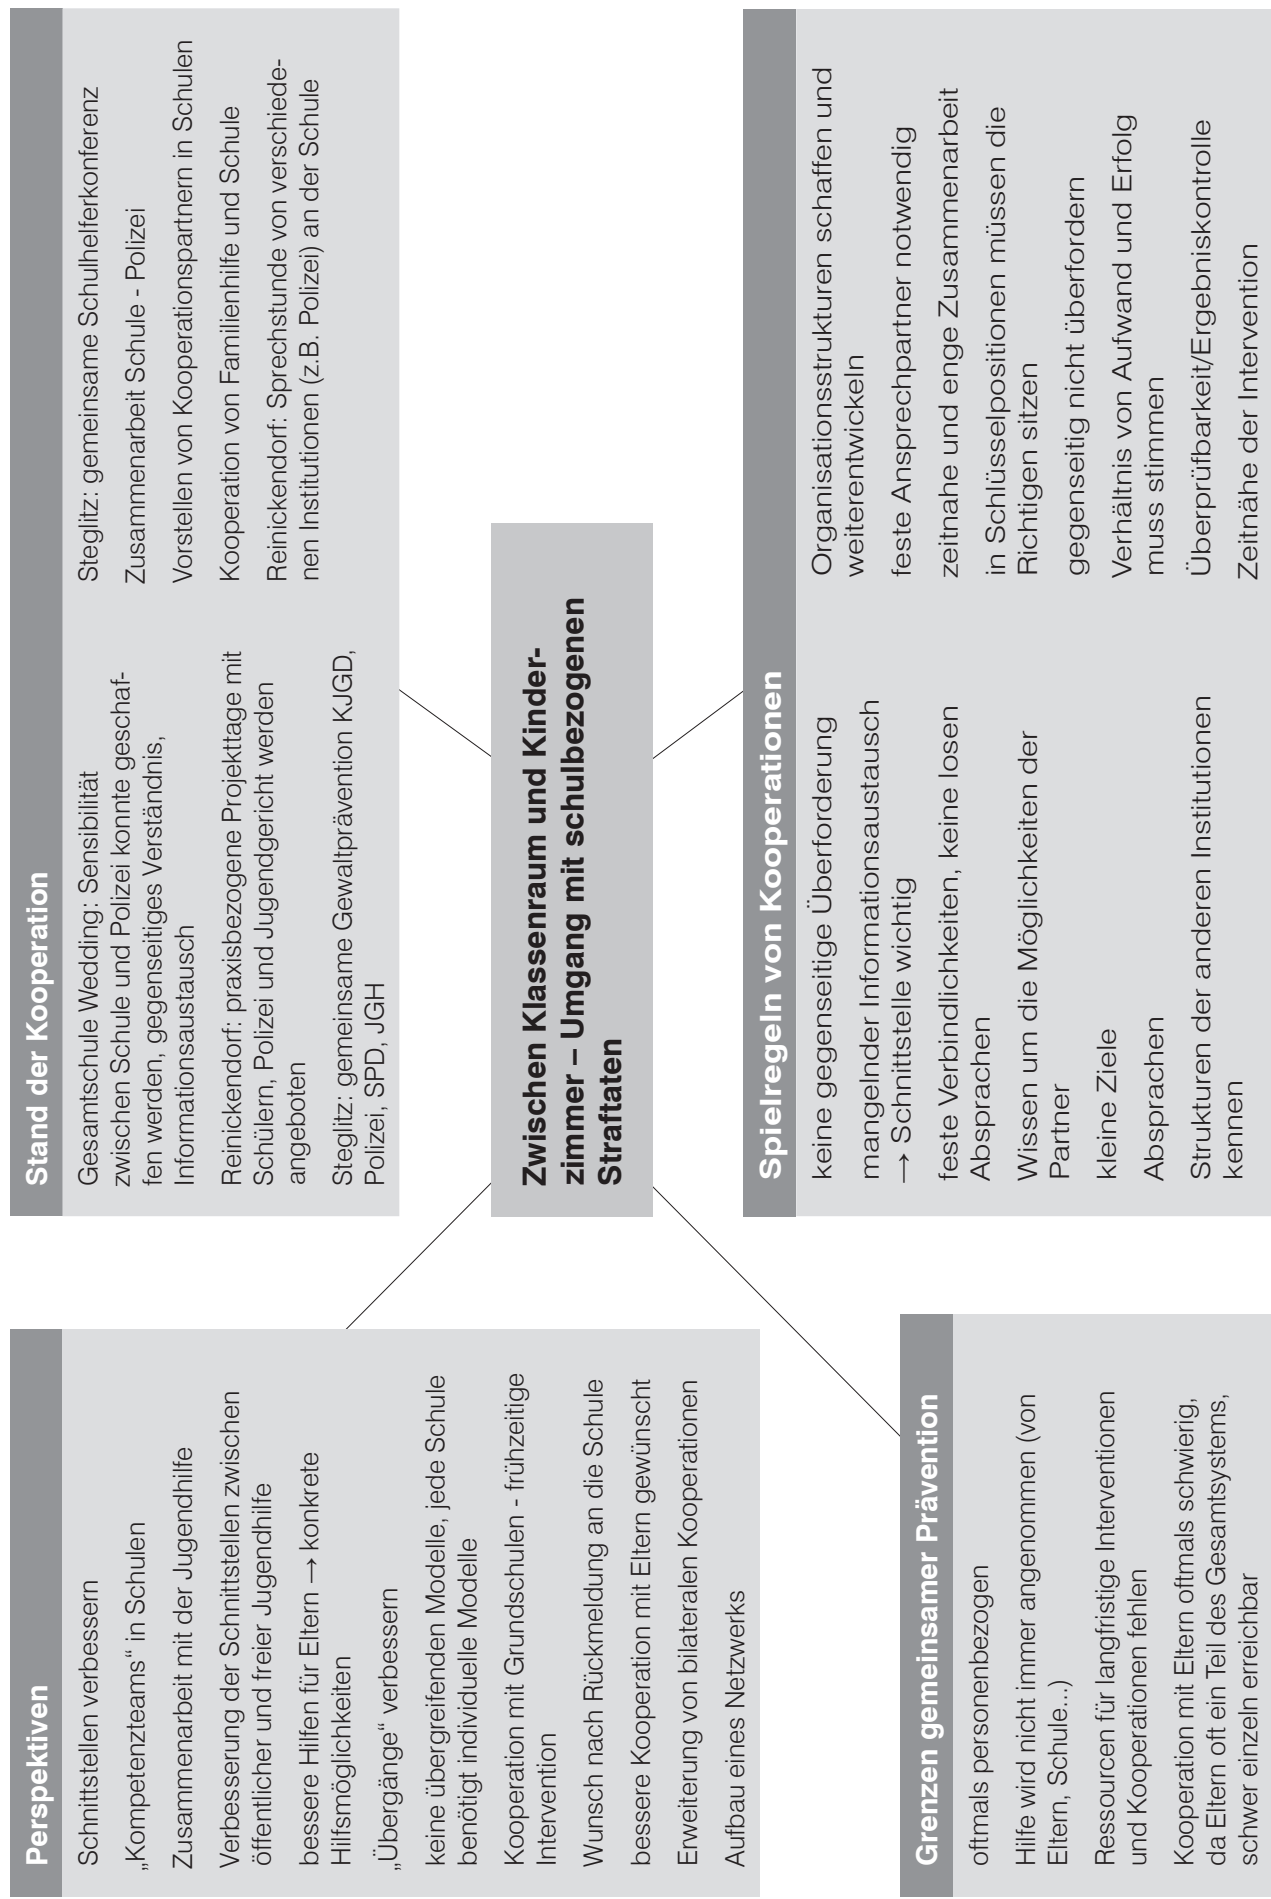 Perspektiven
Schnittstellen verbessern
„Kompetenzteams“ in Schulen
Zusammenarbeit mit der Jugendhilfe
Verbesserung der Schnittstellen zwischen
öffentlicher und freier Jugendhilfe
bessere Hilfen für Eltern → konkrete
Hilfsmöglichkeiten
„Übergänge“ verbessern
keine übergreifenden Modelle, jede Schule
benötigt individuelle Modelle
Kooperation mit Grundschulen - frühzeitige
Intervention
Wunsch nach Rückmeldung an die Schule
bessere Kooperation mit Eltern gewünscht
Erweiterung von bilateralen Kooperationen
Aufbau eines Netzwerks
Stand der Kooperation
Gesamtschule Wedding: Sensibilität
zwischen Schule und Polizei konnte geschaf-
fen werden, gegenseitiges Verständnis,
Informationsaustausch
Reinickendorf: praxisbezogene Projekttage mit
Schülern, Polizei und Jugendgericht werden
angeboten
Steglitz: gemeinsame Gewaltprävention KJGD,
Polizei, SPD, JGH
Steglitz: gemeinsame Schulhelferkonferenz
Zusammenarbeit Schule - Polizei
Vorstellen von Kooperationspartnern in Schulen
Kooperation von Familienhilfe und Schule
Reinickendorf: Sprechstunde von verschiede-
nen Institutionen (z.B. Polizei) an der Schule
Zwischen Klassenraum und Kinder-
zimmer – Umgang mit schulbezogenen
Straftaten
Grenzen gemeinsamer Prävention
oftmals personenbezogen
Hilfe wird nicht immer angenommen (von
Eltern, Schule...)
Ressourcen für langfristige Interventionen
und Kooperationen fehlen
Kooperation mit Eltern oftmals schwierig,
da Eltern oft ein Teil des Gesamtsystems,
schwer einzeln erreichbar
Spielregeln von Kooperationen
keine gegenseitige Überforderung
mangelnder Informationsaustausch
→ Schnittstelle wichtig
feste Verbindlichkeiten, keine losen
Absprachen
Wissen um die Möglichkeiten der
Partner
kleine Ziele
Absprachen
Strukturen der anderen Institutionen
kennen
Organisationsstrukturen schaffen und
weiterentwickeln
feste Ansprechpartner notwendig
zeitnahe und enge Zusammenarbeit
in Schlüsselpositionen müssen die
Richtigen sitzen
gegenseitig nicht überfordern
Verhältnis von Aufwand und Erfolg
muss stimmen
Überprüfbarkeit/Ergebniskontrolle
Zeitnähe der Intervention